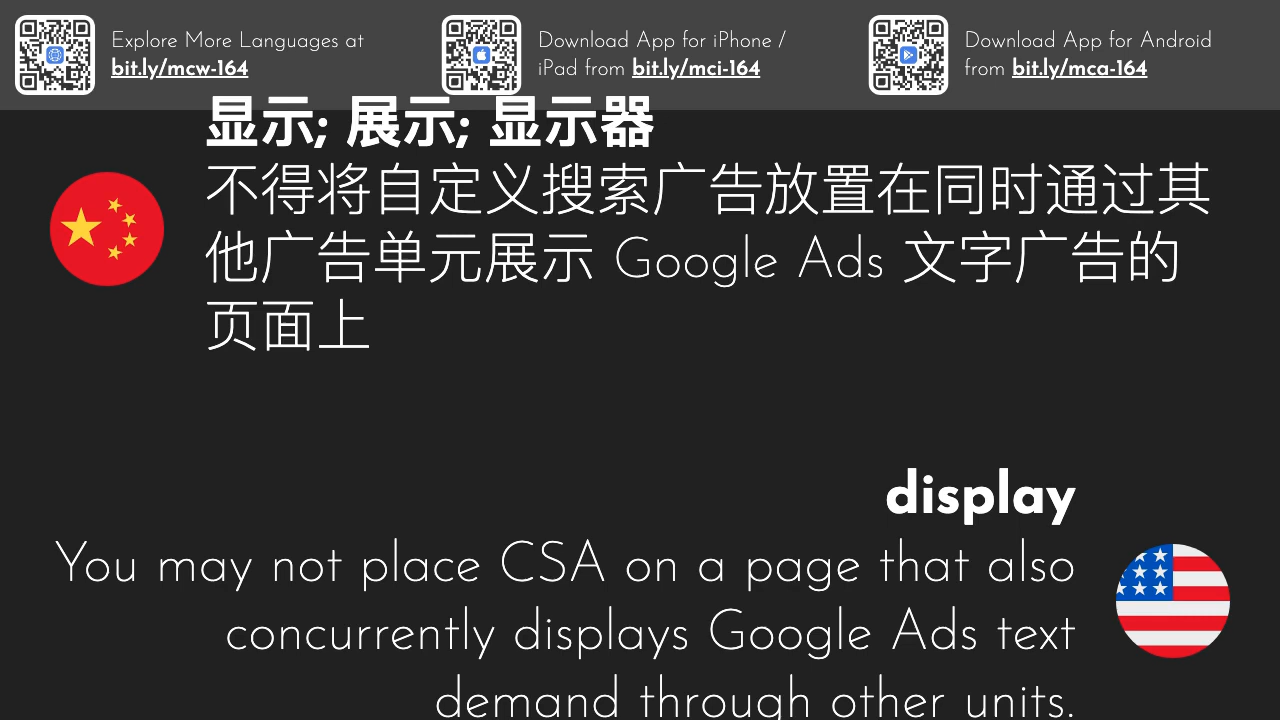 Explore More Languages at
bit.ly/mcw-164
Download App for iPhone /
iPad from bit.ly/mci-164
Download App for Android
from bit.ly/mca-164
显示; 展示; 显示器
不得将自定义搜索广告放置在同时通过其
他广告单元展示 Google Ads 文字广告的
页面上
display
You may not place CSA on a page that also
concurrently displays Google Ads text
demand through other units.